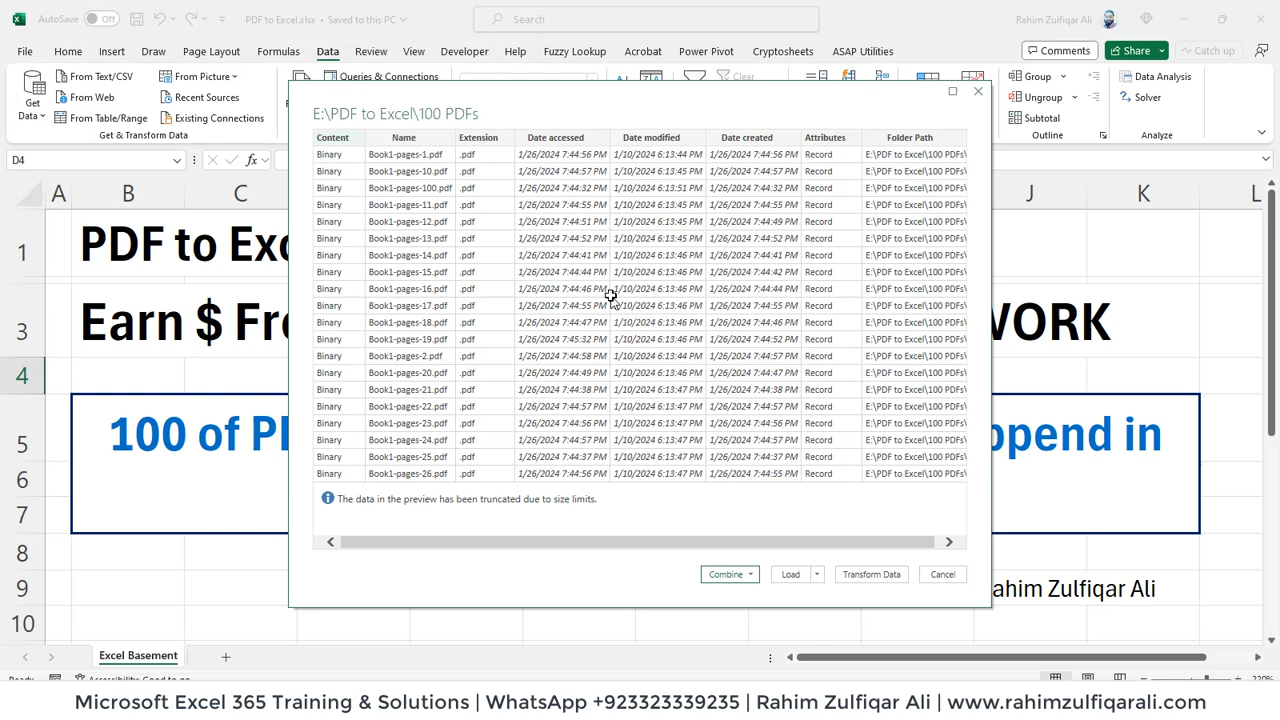 AutoSave Off PDF to Excel.xlsx • Saved to this PC Search Rahim Zulfiqar Ali
File Home Insert Draw Page Layout Formulas Data Review View Developer Help Fuzzy Lookup Acrobat Power Pivot Cryptosheets ASAP Utilities Comments Share Catch up
Get Data
From Text/CSV
From Web
From Table/Range
From Picture
Recent Sources
Existing Connections
Get & Transform Data
Queries & Connections
Clear
Group
Ungroup
Subtotal
Outline
Data Analysis
Solver
Analyze
D4 fx
A B C J K L
1 PDF to Exc
3 Earn $ Fre WORK
4
5 100 of Pl ppend in
6
7
8
9 ahim Zulfiqar Ali
10
E:\PDF to Excel\100 PDFs
Content Name Extension Date accessed Date modified Date created Attributes Folder Path
Binary Book1-pages-1.pdf .pdf 1/26/2024 7:44:56 PM 1/10/2024 6:13:44 PM 1/26/2024 7:44:56 PM Record E:\PDF to Excel\100 PDFs\
Binary Book1-pages-10.pdf .pdf 1/26/2024 7:44:57 PM 1/10/2024 6:13:45 PM 1/26/2024 7:44:57 PM Record E:\PDF to Excel\100 PDFs\
Binary Book1-pages-100.pdf .pdf 1/26/2024 7:44:32 PM 1/10/2024 6:13:51 PM 1/26/2024 7:44:32 PM Record E:\PDF to Excel\100 PDFs\
Binary Book1-pages-11.pdf .pdf 1/26/2024 7:44:55 PM 1/10/2024 6:13:45 PM 1/26/2024 7:44:55 PM Record E:\PDF to Excel\100 PDFs\
Binary Book1-pages-12.pdf .pdf 1/26/2024 7:44:51 PM 1/10/2024 6:13:45 PM 1/26/2024 7:44:49 PM Record E:\PDF to Excel\100 PDFs\
Binary Book1-pages-13.pdf .pdf 1/26/2024 7:44:52 PM 1/10/2024 6:13:45 PM 1/26/2024 7:44:52 PM Record E:\PDF to Excel\100 PDFs\
Binary Book1-pages-14.pdf .pdf 1/26/2024 7:44:41 PM 1/10/2024 6:13:46 PM 1/26/2024 7:44:41 PM Record E:\PDF to Excel\100 PDFs\
Binary Book1-pages-15.pdf .pdf 1/26/2024 7:44:44 PM 1/10/2024 6:13:46 PM 1/26/2024 7:44:42 PM Record E:\PDF to Excel\100 PDFs\
Binary Book1-pages-16.pdf .pdf 1/26/2024 7:44:46 PM 1/10/2024 6:13:46 PM 1/26/2024 7:44:44 PM Record E:\PDF to Excel\100 PDFs\
Binary Book1-pages-17.pdf .pdf 1/26/2024 7:44:55 PM 1/10/2024 6:13:46 PM 1/26/2024 7:44:55 PM Record E:\PDF to Excel\100 PDFs\
Binary Book1-pages-18.pdf .pdf 1/26/2024 7:44:47 PM 1/10/2024 6:13:46 PM 1/26/2024 7:44:46 PM Record E:\PDF to Excel\100 PDFs\
Binary Book1-pages-19.pdf .pdf 1/26/2024 7:45:32 PM 1/10/2024 6:13:46 PM 1/26/2024 7:44:52 PM Record E:\PDF to Excel\100 PDFs\
Binary Book1-pages-2.pdf .pdf 1/26/2024 7:44:58 PM 1/10/2024 6:13:44 PM 1/26/2024 7:44:57 PM Record E:\PDF to Excel\100 PDFs\
Binary Book1-pages-20.pdf .pdf 1/26/2024 7:44:49 PM 1/10/2024 6:13:46 PM 1/26/2024 7:44:47 PM Record E:\PDF to Excel\100 PDFs\
Binary Book1-pages-21.pdf .pdf 1/26/2024 7:44:38 PM 1/10/2024 6:13:47 PM 1/26/2024 7:44:38 PM Record E:\PDF to Excel\100 PDFs\
Binary Book1-pages-22.pdf .pdf 1/26/2024 7:44:57 PM 1/10/2024 6:13:47 PM 1/26/2024 7:44:57 PM Record E:\PDF to Excel\100 PDFs\
Binary Book1-pages-23.pdf .pdf 1/26/2024 7:44:56 PM 1/10/2024 6:13:47 PM 1/26/2024 7:44:56 PM Record E:\PDF to Excel\100 PDFs\
Binary Book1-pages-24.pdf .pdf 1/26/2024 7:44:57 PM 1/10/2024 6:13:47 PM 1/26/2024 7:44:57 PM Record E:\PDF to Excel\100 PDFs\
Binary Book1-pages-25.pdf .pdf 1/26/2024 7:44:37 PM 1/10/2024 6:13:47 PM 1/26/2024 7:44:37 PM Record E:\PDF to Excel\100 PDFs\
Binary Book1-pages-26.pdf .pdf 1/26/2024 7:44:56 PM 1/10/2024 6:13:47 PM 1/26/2024 7:44:55 PM Record E:\PDF to Excel\100 PDFs\
The data in the preview has been truncated due to size limits.
Combine Load Transform Data Cancel
Excel Basement
Microsoft Excel 365 Training & Solutions | WhatsApp +923323339235 | Rahim Zulfiqar Ali | www.rahimzulfiqarali.com